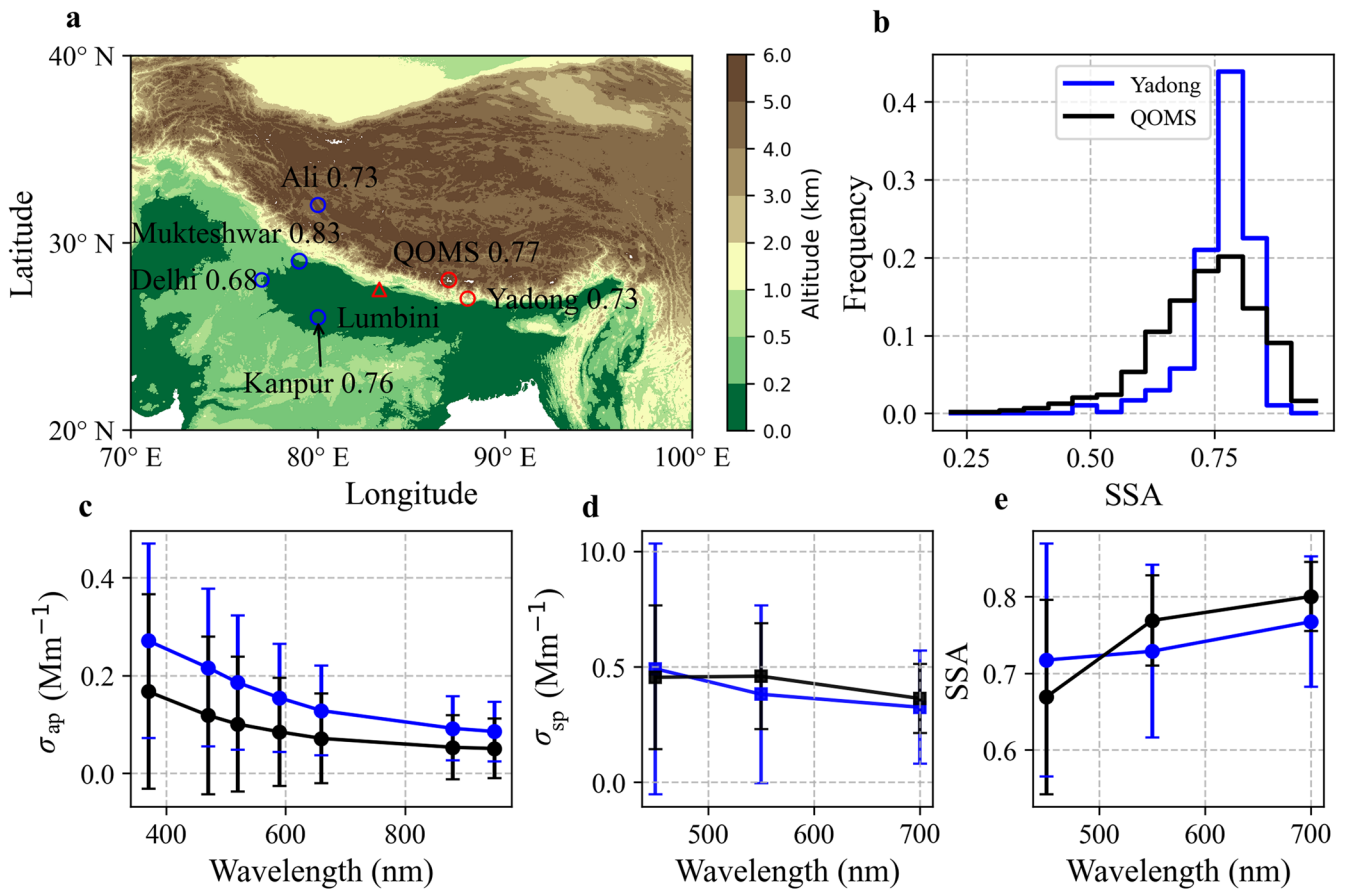 a
40° N
30° N
20° N
Latitude
70° E
80° E
90° E
100° E
Longitude
Ali 0.73
Mukteshwar 0.83
QOMS 0.77
Delhi 0.68
Yadong 0.73
Lumbini
Kanpur 0.76
6.0
5.0
4.0
3.0
2.0
1.0
0.5
0.2
0.0
Altitude (km)
b
Yadong
QOMS
0.4
0.3
0.2
0.1
0.0
Frequency
0.25
0.50
0.75
SSA
c
0.4
0.2
0.0
σap (Mm−1)
400
600
800
Wavelength (nm)
d
10.0
0.5
0.0
σsp (Mm−1)
500
600
700
Wavelength (nm)
e
0.8
0.7
0.6
SSA
500
600
700
Wavelength (nm)